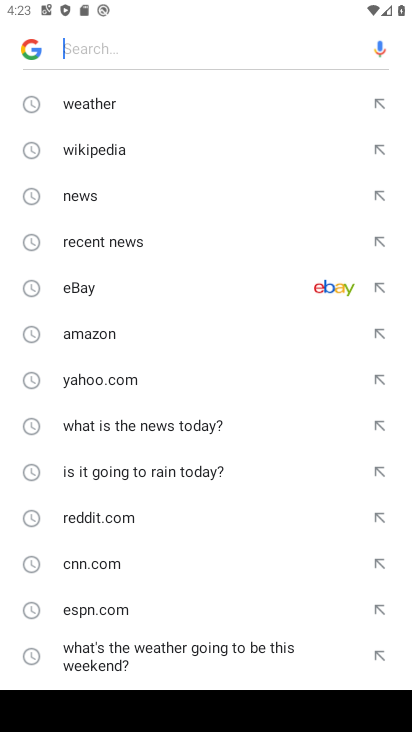 4:23
G Search...
weather
wikipedia
news
recent news
eBay ebay
amazon
yahoo.com
what is the news today?
is it going to rain today?
reddit.com
cnn.com
espn.com
what's the weather going to be this
weekend?